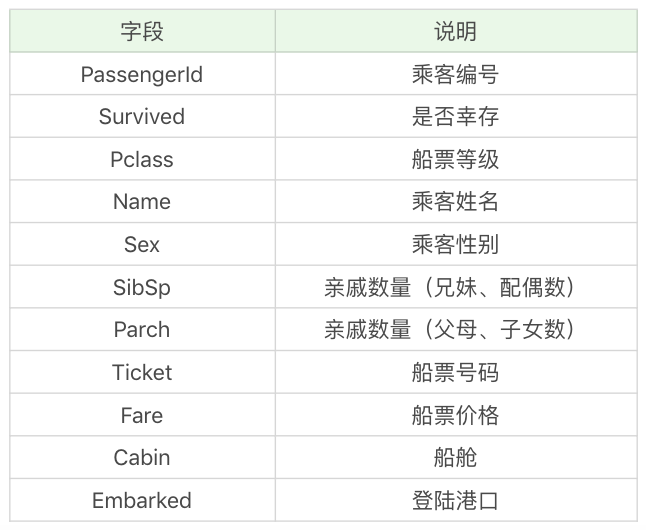 字段 说明
PassengerId 乘客编号
Survived 是否幸存
Pclass 船票等级
Name 乘客姓名
Sex 乘客性别
SibSp 亲戚数量（兄妹、配偶数）
Parch 亲戚数量（父母、子女数）
Ticket 船票号码
Fare 船票价格
Cabin 船舱
Embarked 登陆港口